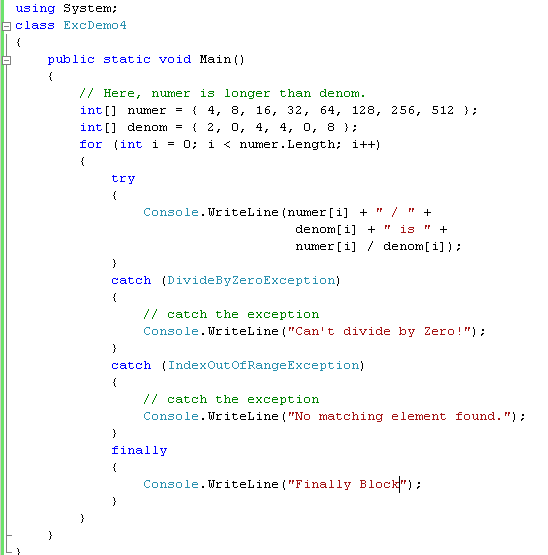 using System;
class ExcDemo4
{
    public static void Main()
    {
        // Here, numer is longer than denom.
        int[] numer = { 4, 8, 16, 32, 64, 128, 256, 512 };
        int[] denom = { 2, 0, 4, 4, 0, 8 };
        for (int i = 0; i < numer.Length; i++)
        {
            try
            {
                Console.WriteLine(numer[i] + " / " +
                                   denom[i] + " is " +
                                   numer[i] / denom[i]);
            }
            catch (DivideByZeroException)
            {
                // catch the exception
                Console.WriteLine("Can't divide by Zero!");
            }
            catch (IndexOutOfRangeException)
            {
                // catch the exception
                Console.WriteLine("No matching element found.");
            }
            finally
            {
                Console.WriteLine("Finally Block");
            }
        }
    }
}